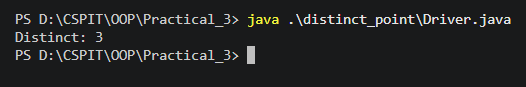 PS D:\CSPIT\OOP\Practical_3> java .\distinct_point\Driver.java
Distinct: 3
PS D:\CSPIT\OOP\Practical_3>